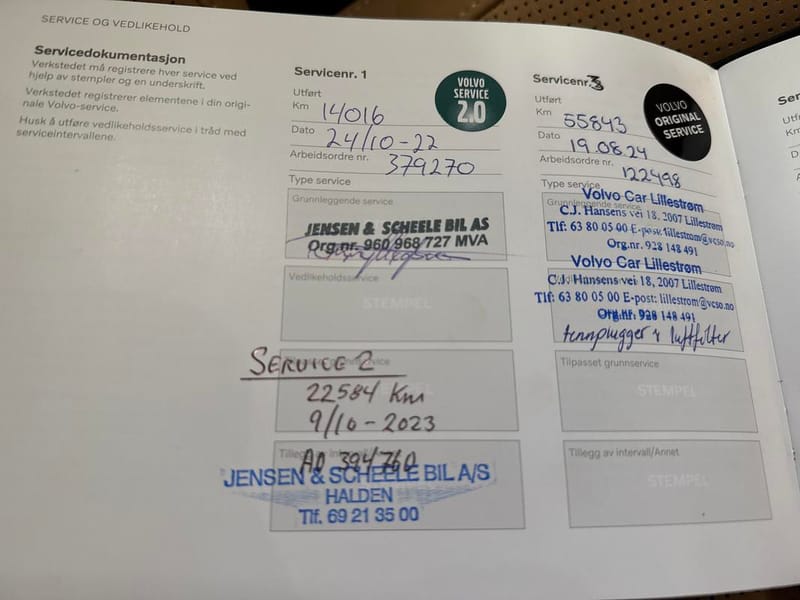 SERVICE OG VEDLIKEHOLD
Servicedokumentasjon
Verkstedet må registrere hver service ved
hjelp av stempler og en underskrift.
Verkstedet registrerer elementene i din origi-
nale Volvo-service.
Husk å utføre vedlikeholdsservice i tråd med
serviceintervallene.
Servicenr. 1
Utført
Km 14016
Dato 24/10-22
Arbeidsordre nr. 379270
Type service
VOLVO
SERVICE
2.0
Grunnleggende service
JENSEN & SCHEELE BIL AS
Org.nr. 960 968 727 MVA
Vedlikeholdsservice
STEMPEL
SERVICE 2
22584 Km
9/10-2023
AO 394760
JENSEN & SCHEELE BIL A/S
HALDEN
Tlf. 69 21 35 00
Servicenr. 3
Utført
Km 55843
Dato 19.08.24
Arbeidsordre nr. 122498
Type service
VOLVO
ORIGINAL
SERVICE
Grunnleggende service
Volvo Car Lillestrøm
C.J. Hansens vei 18, 2007 Lillestrøm
Tlf: 63 80 05 00 E-post: lillestrom@vcso.no
Org.nr. 928 148 491
Volvo Car Lillestrøm
C.J. Hansens vei 18, 2007 Lillestrøm
Tlf: 63 80 05 00 E-post: lillestrom@vcso.no
Org.nr. 928 148 491
tennplugger + luftfilter
Tilpasset grunnservice
STEMPEL
Tillegg av intervall/Annet
STEMPEL